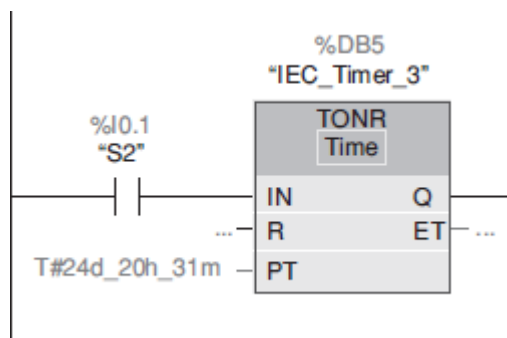 %DB5
“IEC_Timer_3”
%I0.1
“S2”
TONR
Time
IN Q
... R ET ...
T#24d_20h_31m PT